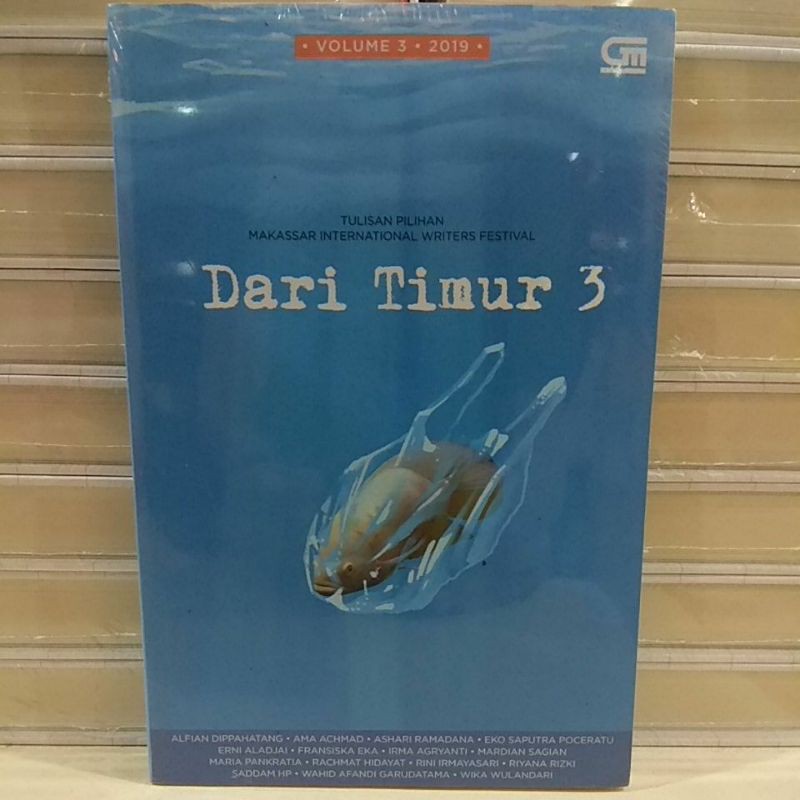 • VOLUME 3 • 2019 •
GM
TULISAN PILIHAN
MAKASSAR INTERNATIONAL WRITERS FESTIVAL
Dari Timur 3
ALFIAN DIPPAHATANG • AMA ACHMAD • ASHARI RAMADANA • EKO SAPUTRA POCERATU
ERNI ALADJAI • FRANSISKA EKA • IRMA AGRYANTI • MARDIAN SAGIAN
MARIA PANKRATIA • RACHMAT HIDAYAT • RINI IRMAYASARI • RIYANA RIZKI
SADDAM HP • WAHID AFANDI GARUDATAMA • WIKA WULANDARI